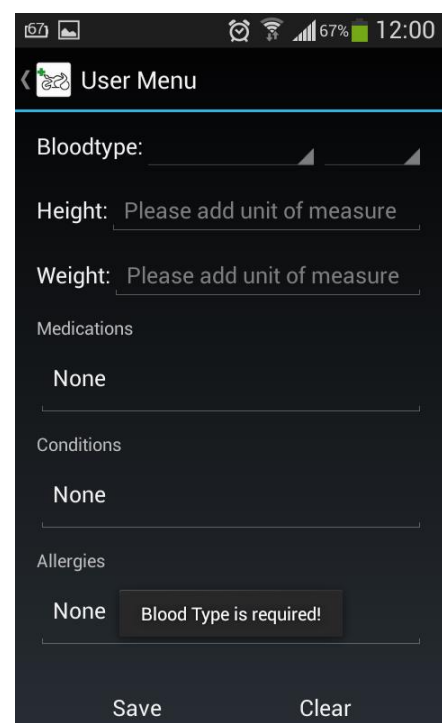 67 67% 12:00
User Menu
Bloodtype:
Height: Please add unit of measure
Weight: Please add unit of measure
Medications
None
Conditions
None
Allergies
None
Blood Type is required!
Save Clear